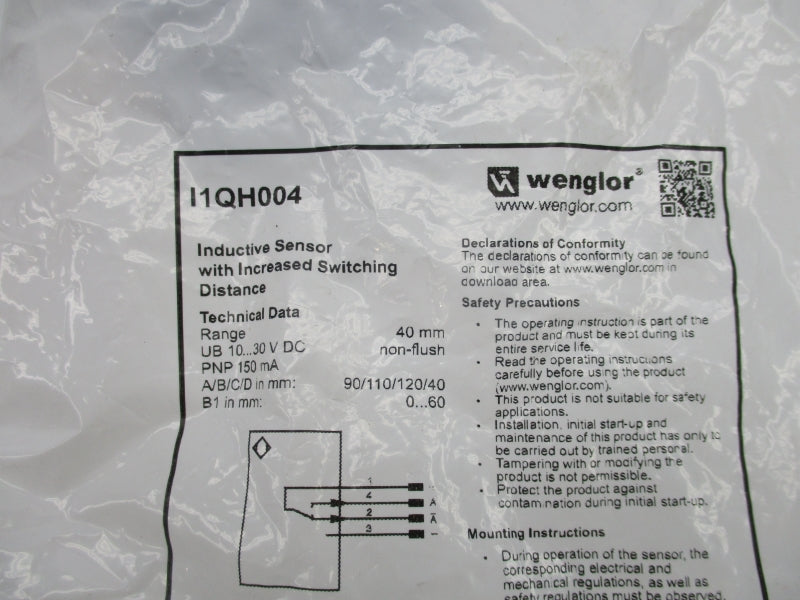 I1QH004
wenglor®
www.wenglor.com
Inductive Sensor
with Increased Switching
Distance
Technical Data
Range 40 mm
UB 10...30 V DC non-flush
PNP 150 mA
A/B/C/D in mm: 90/110/120/40
B1 in mm: 0...60
4 A
2 A̅
3 –
Declarations of Conformity
The declarations of conformity can be found
on our website at www.wenglor.com in
download area.
Safety Precautions
• The operating instruction is part of the
product and must be kept during its
entire service life.
• Read the operating instructions
carefully before using the product
(www.wenglor.com).
• This product is not suitable for safety
applications.
• Installation, initial start-up and
maintenance of this product has only to
be carried out by trained personal.
• Tampering with or modifying the
product is not permissible.
• Protect the product against
contamination during initial start-up.
Mounting Instructions
• During operation of the sensor, the
corresponding electrical and
mechanical regulations, as well as
safety regulations must be observed.